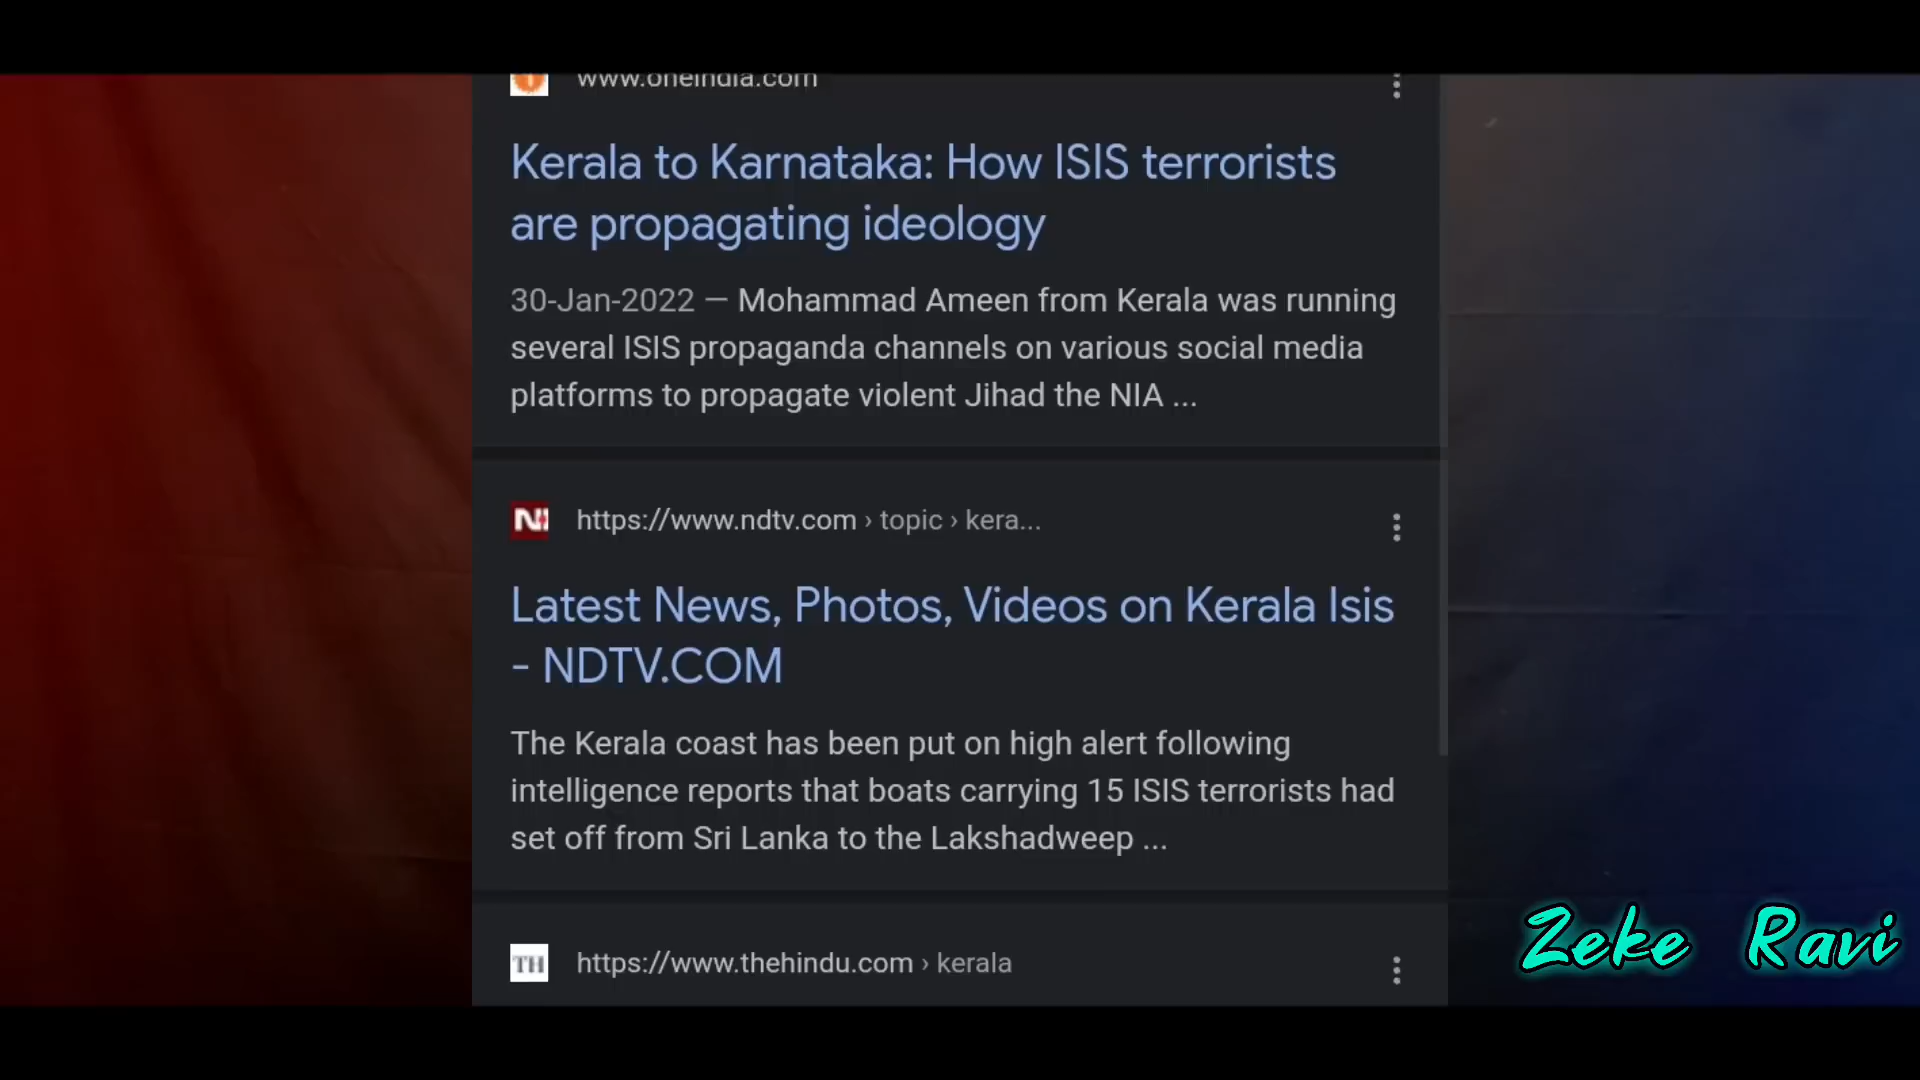 www.oneindia.com
Kerala to Karnataka: How ISIS terrorists
are propagating ideology
30-Jan-2022 — Mohammad Ameen from Kerala was running
several ISIS propaganda channels on various social media
platforms to propagate violent Jihad the NIA ...
https://www.ndtv.com › topic › kera...
Latest News, Photos, Videos on Kerala Isis
- NDTV.COM
The Kerala coast has been put on high alert following
intelligence reports that boats carrying 15 ISIS terrorists had
set off from Sri Lanka to the Lakshadweep ...
TH https://www.thehindu.com › kerala
Zeke Ravi